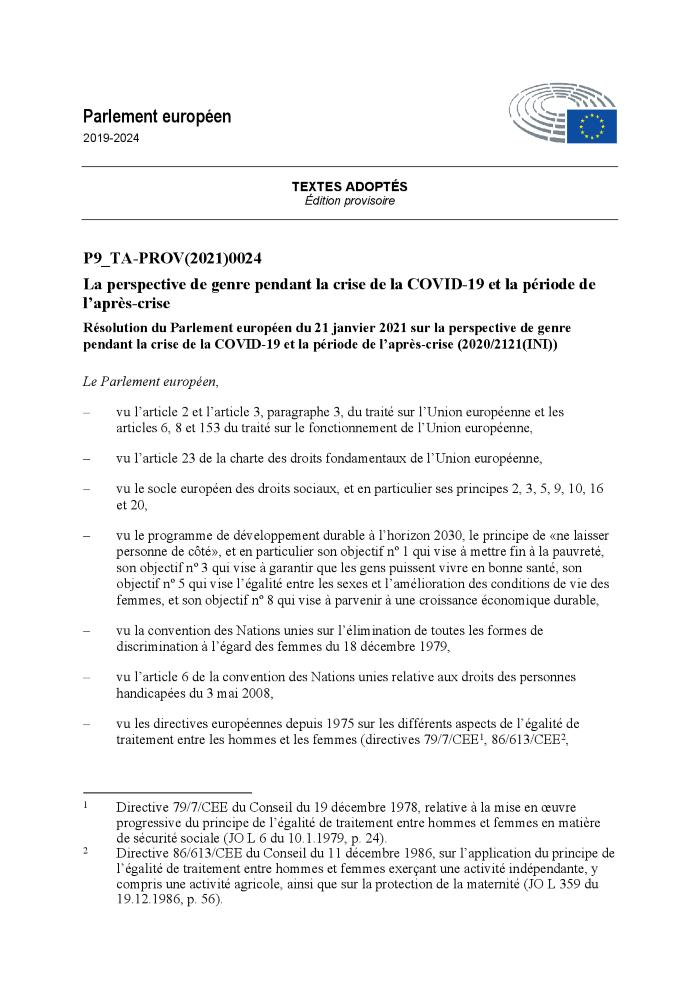 Parlement européen
2019-2024
TEXTES ADOPTÉS
Édition provisoire
P9_TA-PROV(2021)0024
La perspective de genre pendant la crise de la COVID-19 et la période de
l’après-crise
Résolution du Parlement européen du 21 janvier 2021 sur la perspective de genre
pendant la crise de la COVID-19 et la période de l’après-crise (2020/2121(INI))
Le Parlement européen,
– vu l’article 2 et l’article 3, paragraphe 3, du traité sur l’Union européenne et les
articles 6, 8 et 153 du traité sur le fonctionnement de l’Union européenne,
– vu l’article 23 de la charte des droits fondamentaux de l’Union européenne,
– vu le socle européen des droits sociaux, et en particulier ses principes 2, 3, 5, 9, 10, 16
et 20,
– vu le programme de développement durable à l’horizon 2030, le principe de «ne laisser
personne de côté», et en particulier son objectif nº 1 qui vise à mettre fin à la pauvreté,
son objectif nº 3 qui vise à garantir que les gens puissent vivre en bonne santé, son
objectif nº 5 qui vise l’égalité entre les sexes et l’amélioration des conditions de vie des
femmes, et son objectif nº 8 qui vise à parvenir à une croissance économique durable,
– vu la convention des Nations unies sur l’élimination de toutes les formes de
discrimination à l’égard des femmes du 18 décembre 1979,
– vu l’article 6 de la convention des Nations unies relative aux droits des personnes
handicapées du 3 mai 2008,
– vu les directives européennes depuis 1975 sur les différents aspects de l’égalité de
traitement entre les hommes et les femmes (directives 79/7/CEE¹, 86/613/CEE²,
¹ Directive 79/7/CEE du Conseil du 19 décembre 1978, relative à la mise en œuvre
progressive du principe de l’égalité de traitement entre hommes et femmes en matière
de sécurité sociale (JO L 6 du 10.1.1979, p. 24).
² Directive 86/613/CEE du Conseil du 11 décembre 1986, sur l’application du principe de
l’égalité de traitement entre hommes et femmes exerçant une activité indépendante, y
compris une activité agricole, ainsi que sur la protection de la maternité (JO L 359 du
19.12.1986, p. 56).